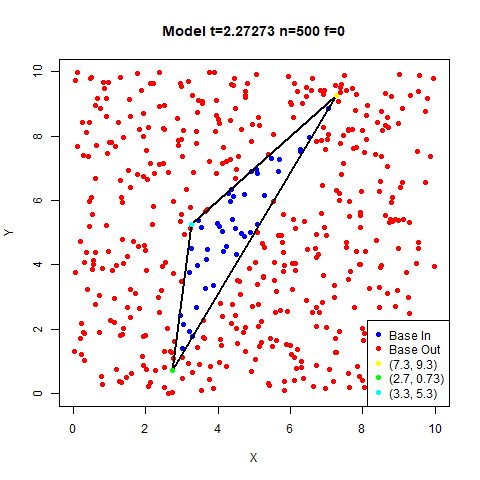 Model t=2.27273 n=500 f=0
Y
10
8
6
4
2
0
0 2 4 6 8 10
X
Base In
Base Out
(7.3, 9.3)
(2.7, 0.73)
(3.3, 5.3)